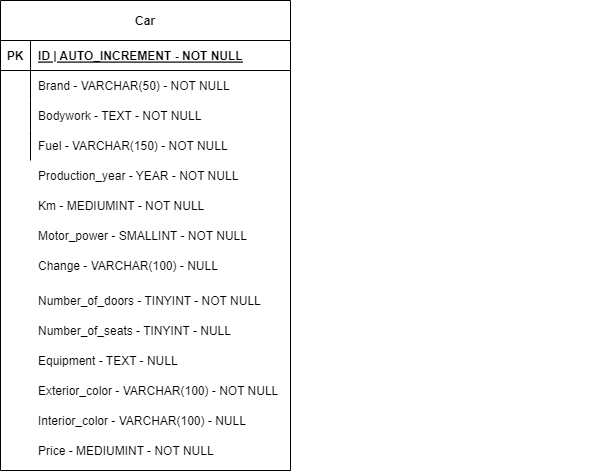 Car
PK ID | AUTO_INCREMENT - NOT NULL
Brand - VARCHAR(50) - NOT NULL
Bodywork - TEXT - NOT NULL
Fuel - VARCHAR(150) - NOT NULL
Production_year - YEAR - NOT NULL
Km - MEDIUMINT - NOT NULL
Motor_power - SMALLINT - NOT NULL
Change - VARCHAR(100) - NULL
Number_of_doors - TINYINT - NOT NULL
Number_of_seats - TINYINT - NULL
Equipment - TEXT - NULL
Exterior_color - VARCHAR(100) - NOT NULL
Interior_color - VARCHAR(100) - NULL
Price - MEDIUMINT - NOT NULL